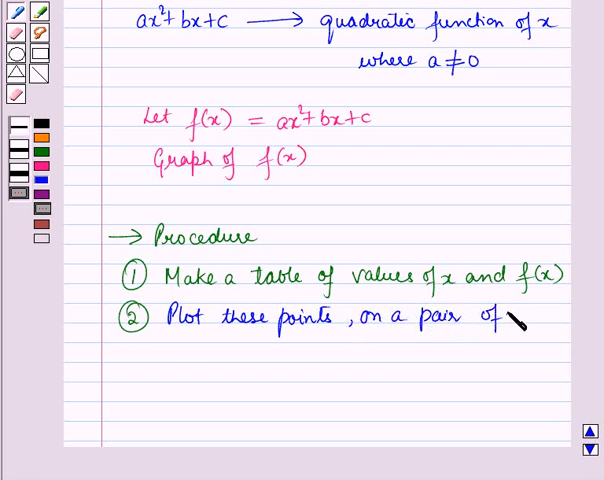 ax²+bx+c ⟶ quadratic function of x
where a≠0
Let f(x) = ax²+bx+c
Graph of f(x)
→ Procedure
① Make a table of values of x and f(x)
② Plot these points, on a pair of